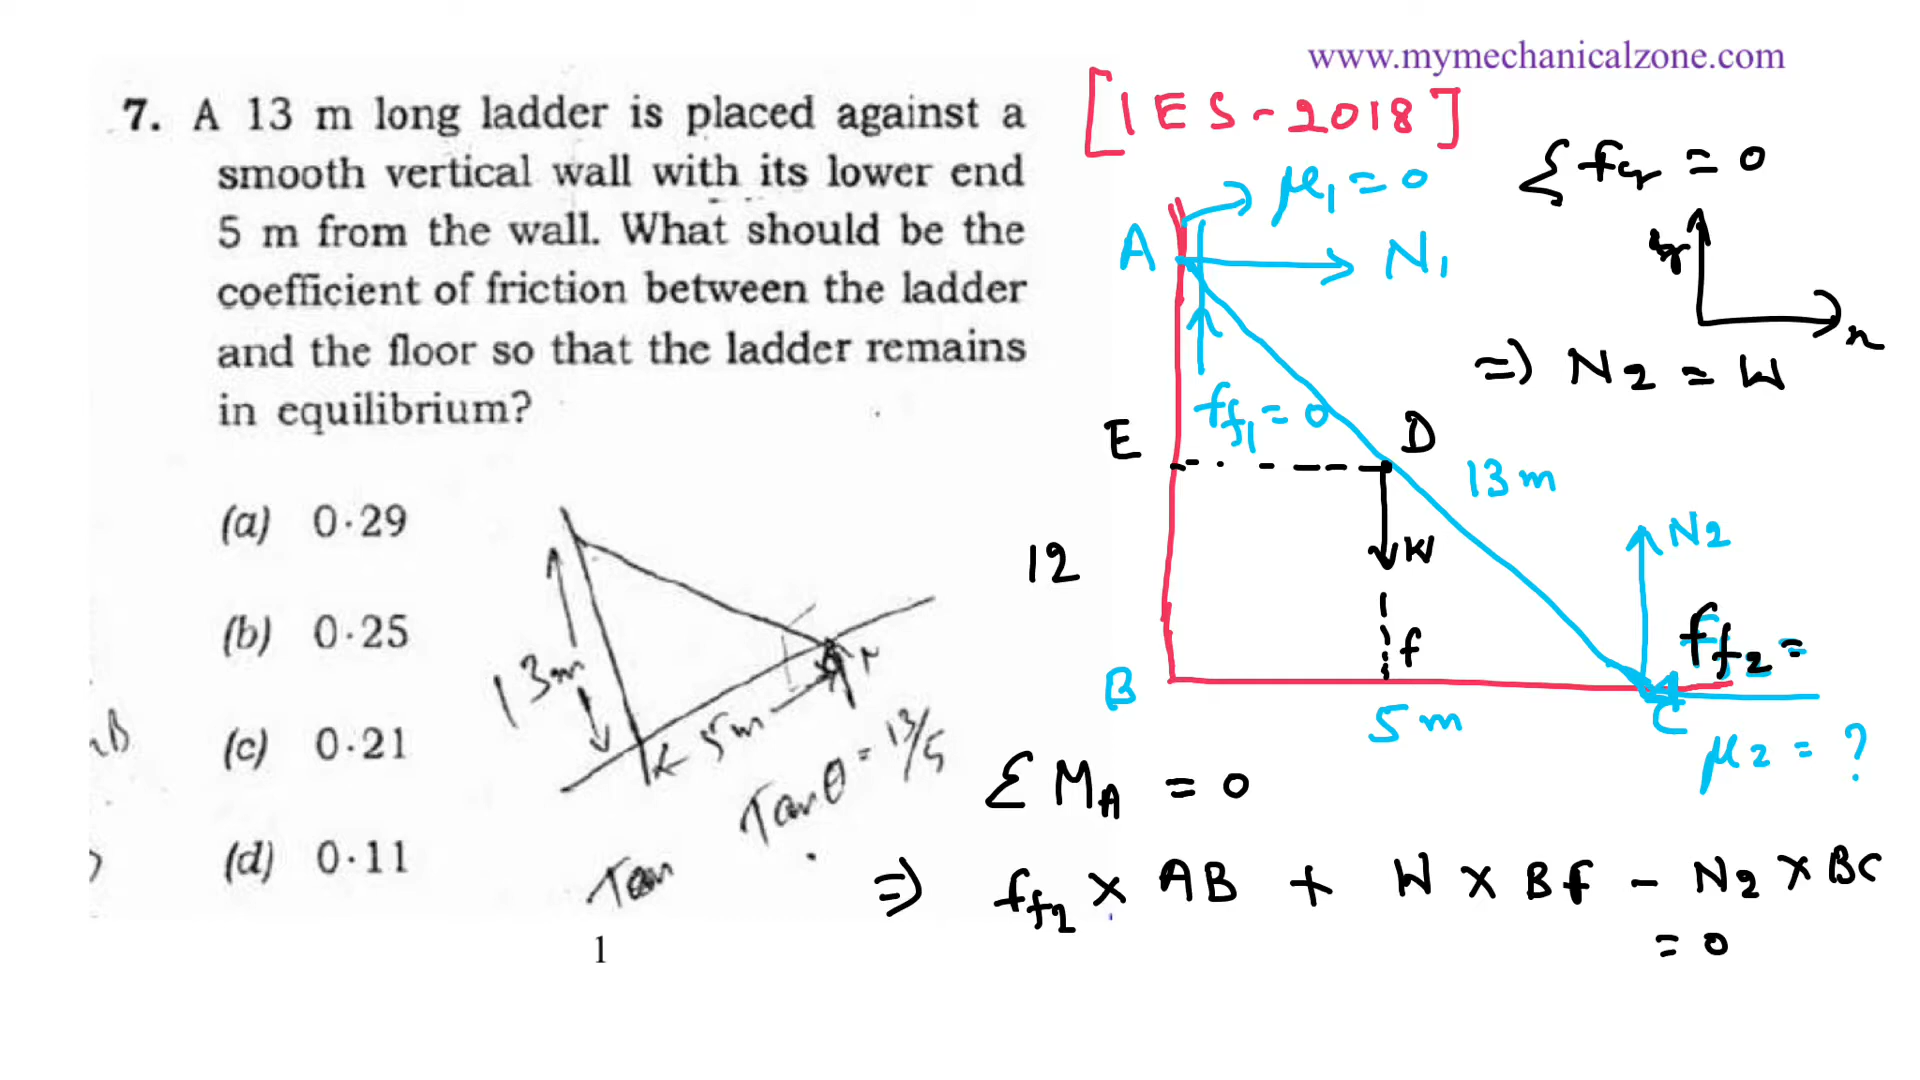 www.mymechanicalzone.com
7. A 13 m long ladder is placed against a
smooth vertical wall with its lower end
5 m from the wall. What should be the
coefficient of friction between the ladder
and the floor so that the ladder remains
in equilibrium?
(a) 0·29
(b) 0·25
(c) 0·21
(d) 0·11
13m
5m
Tanθ = 13/5
Tan
B
1
[IES-2018]
μ1 = 0
Σ fy = 0
A
N1
y
x
=> N2 = W
ff1 = 0
E
D
13m
12
W
N2
f
ff2 =
B
5m
C
μ2 = ?
Σ MA = 0
=> ff2 × AB + W × Bf - N2 × BC
= 0